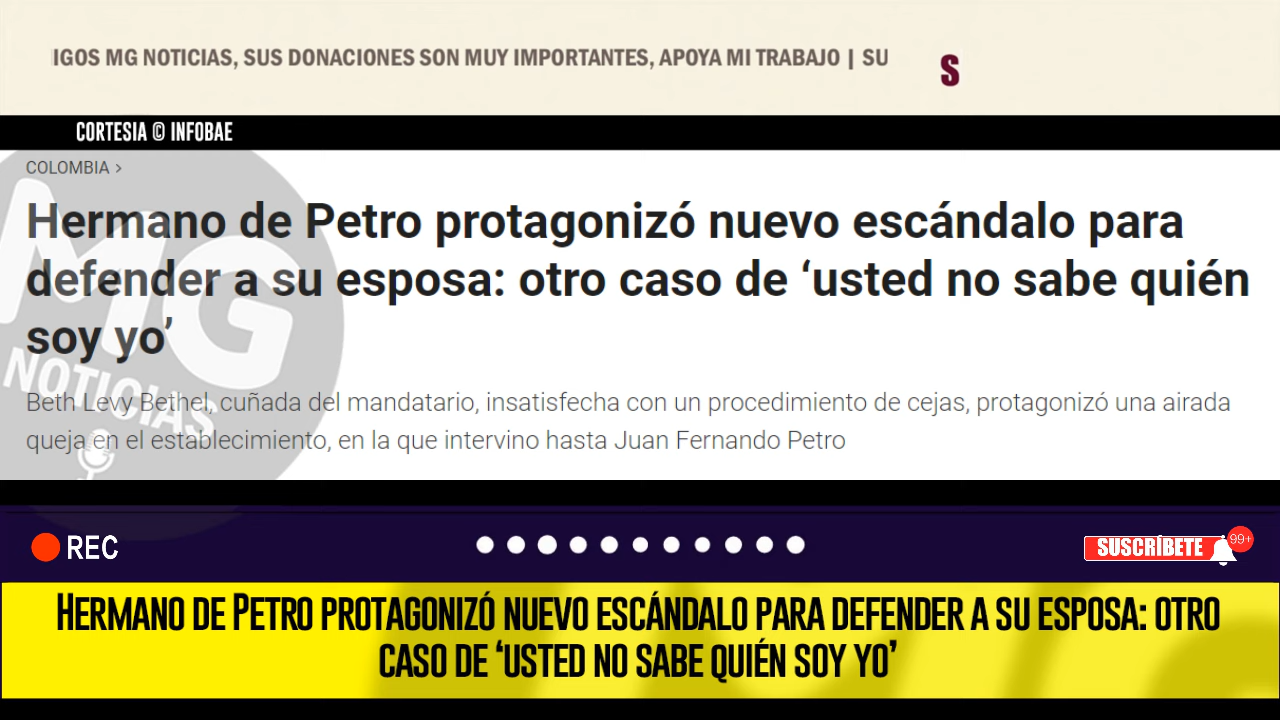 IGOS MG NOTICIAS, SUS DONACIONES SON MUY IMPORTANTES, APOYA MI TRABAJO | SU
S
CORTESIA © INFOBAE
COLOMBIA >
Hermano de Petro protagonizó nuevo escándalo para
defender a su esposa: otro caso de ‘usted no sabe quién
soy yo’
MG
NOTICIAS
Beth Levy Bethel, cuñada del mandatario, insatisfecha con un procedimiento de cejas, protagonizó una airada
queja en el establecimiento, en la que intervino hasta Juan Fernando Petro
REC
SUSCRÍBETE
99+
HERMANO DE PETRO PROTAGONIZÓ NUEVO ESCÁNDALO PARA DEFENDER A SU ESPOSA: OTRO
CASO DE ‘USTED NO SABE QUIÉN SOY YO’